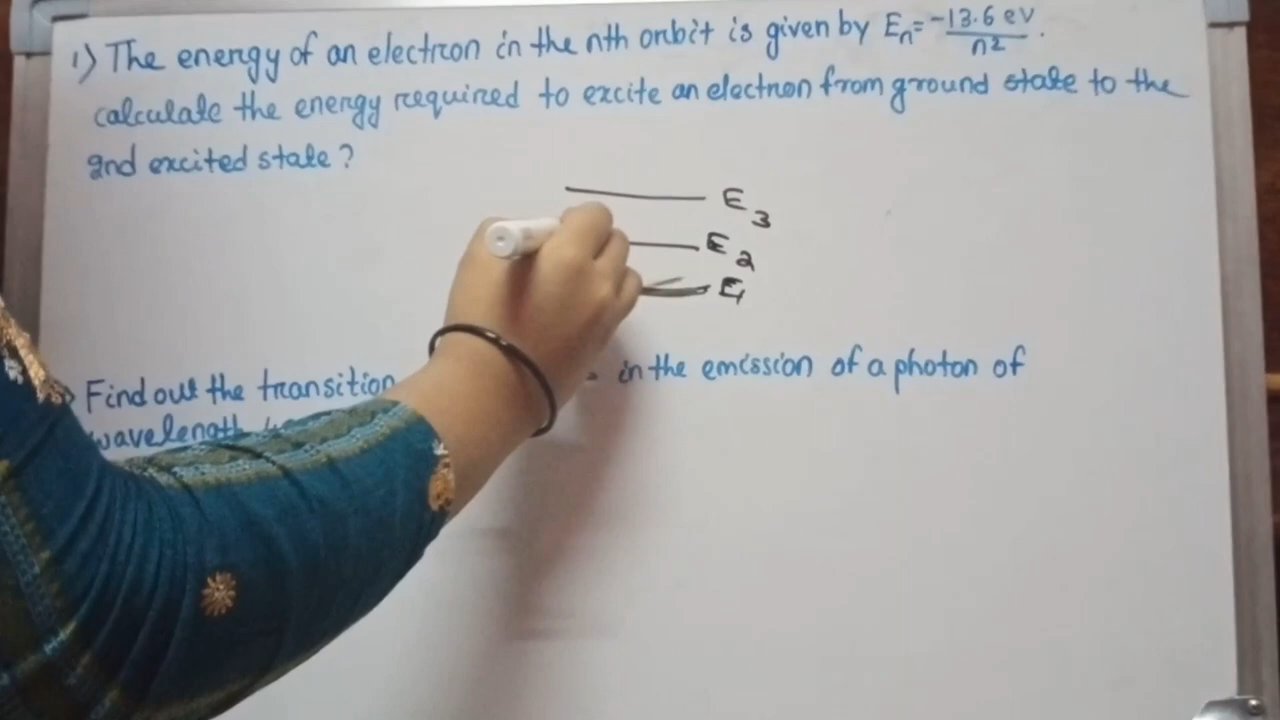 1) The energy of an electron in the nth orbit is given by En = -13.6 ev / n2 .
calculate the energy required to excite an electron from ground state to the
2nd excited state ?
E3
E2
E1
Find out the transition in the emission of a photon of
wavelength